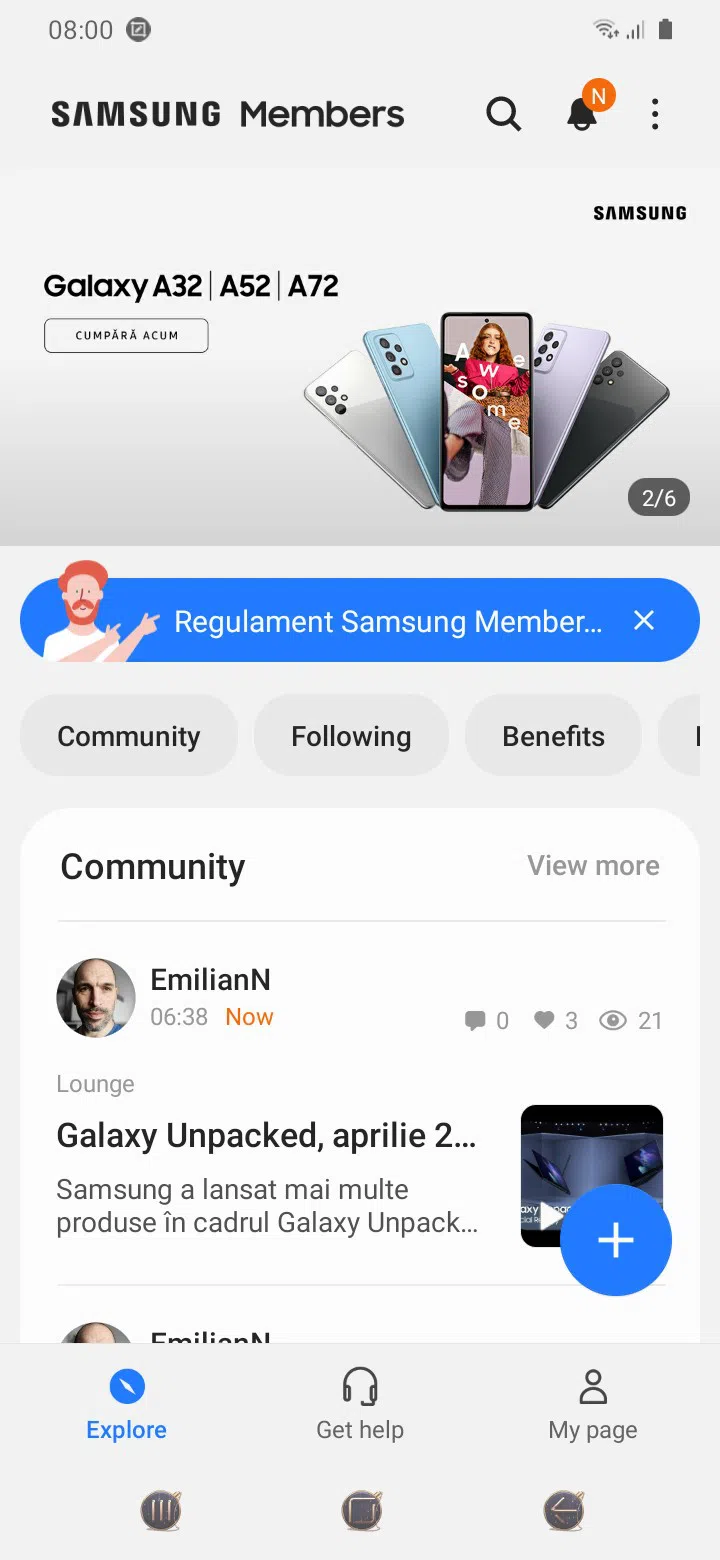 08:00
SAMSUNG Members
N
SAMSUNG
Galaxy A32 | A52 | A72
CUMPĂRĂ ACUM
Awesome
2/6
Regulament Samsung Member...
Community
Following
Benefits
Community
View more
EmilianN
06:38 Now
0
3
21
Lounge
Galaxy Unpacked, aprilie 2...
Samsung a lansat mai multe
produse în cadrul Galaxy Unpack...
EmilianN
Explore
Get help
My page